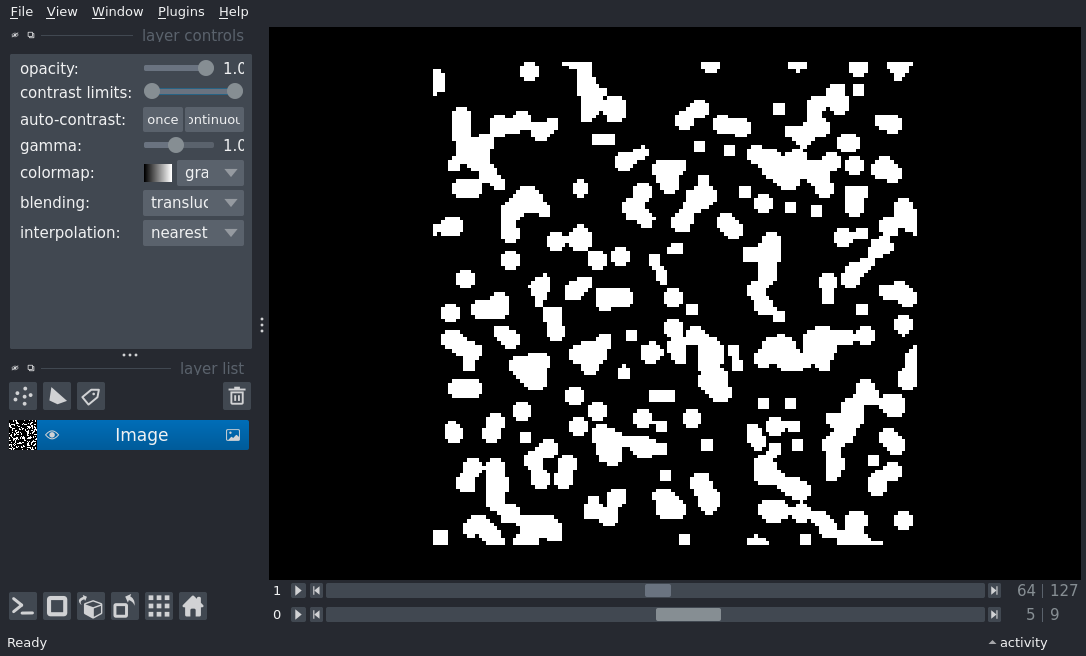 File View Window Plugins Help
layer controls
opacity: 1.0
contrast limits:
auto-contrast: once ontinuou
gamma: 1.0
colormap: gra
blending: transluc
interpolation: nearest
layer list
Image
1 64 | 127
0 5 | 9
Ready activity